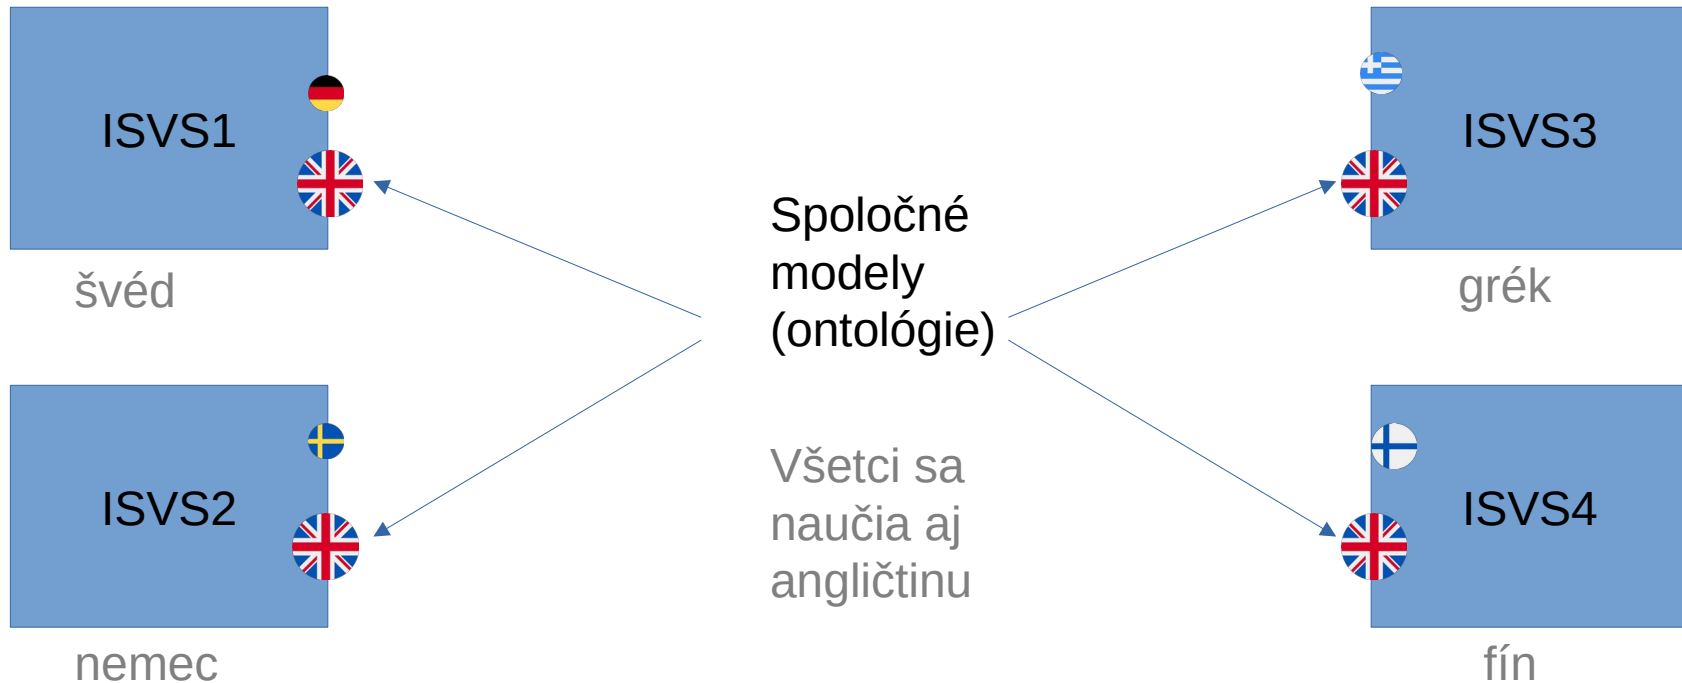 ISVS1
švéd
ISVS2
nemec
Spoločné
modely
(ontológie)
Všetci sa
naučia aj
angličtinu
ISVS3
grék
ISVS4
fín